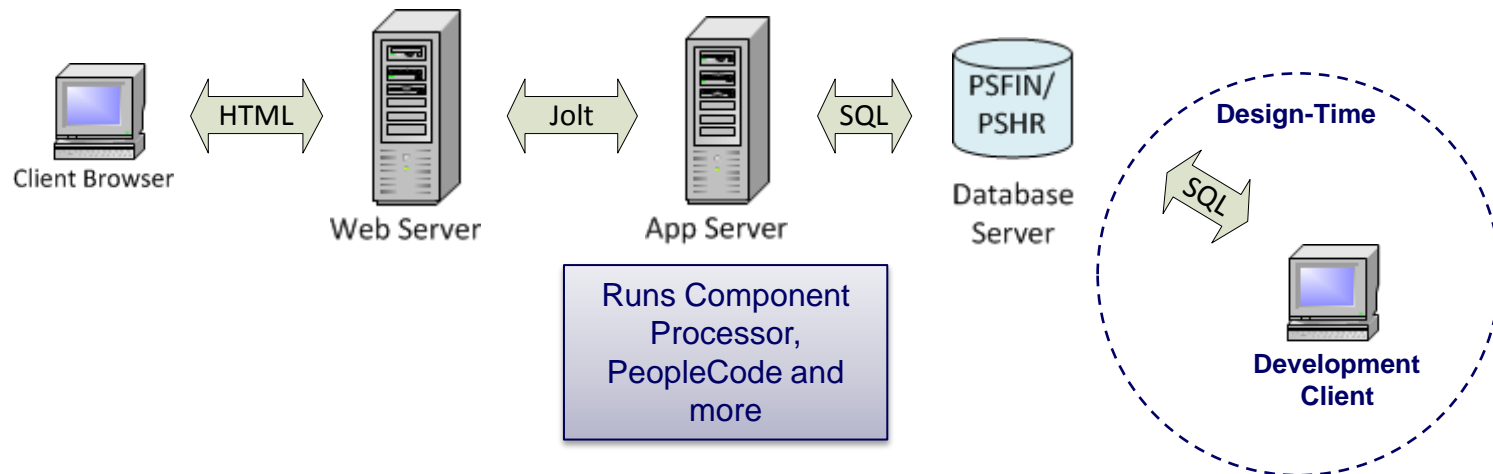 HTML
Client Browser
Web Server
Jolt
App Server
Runs Component
Processor,
PeopleCode and
more
SQL
PSFIN/
PSHR
Database
Server
Design-Time
SQL
Development
Client